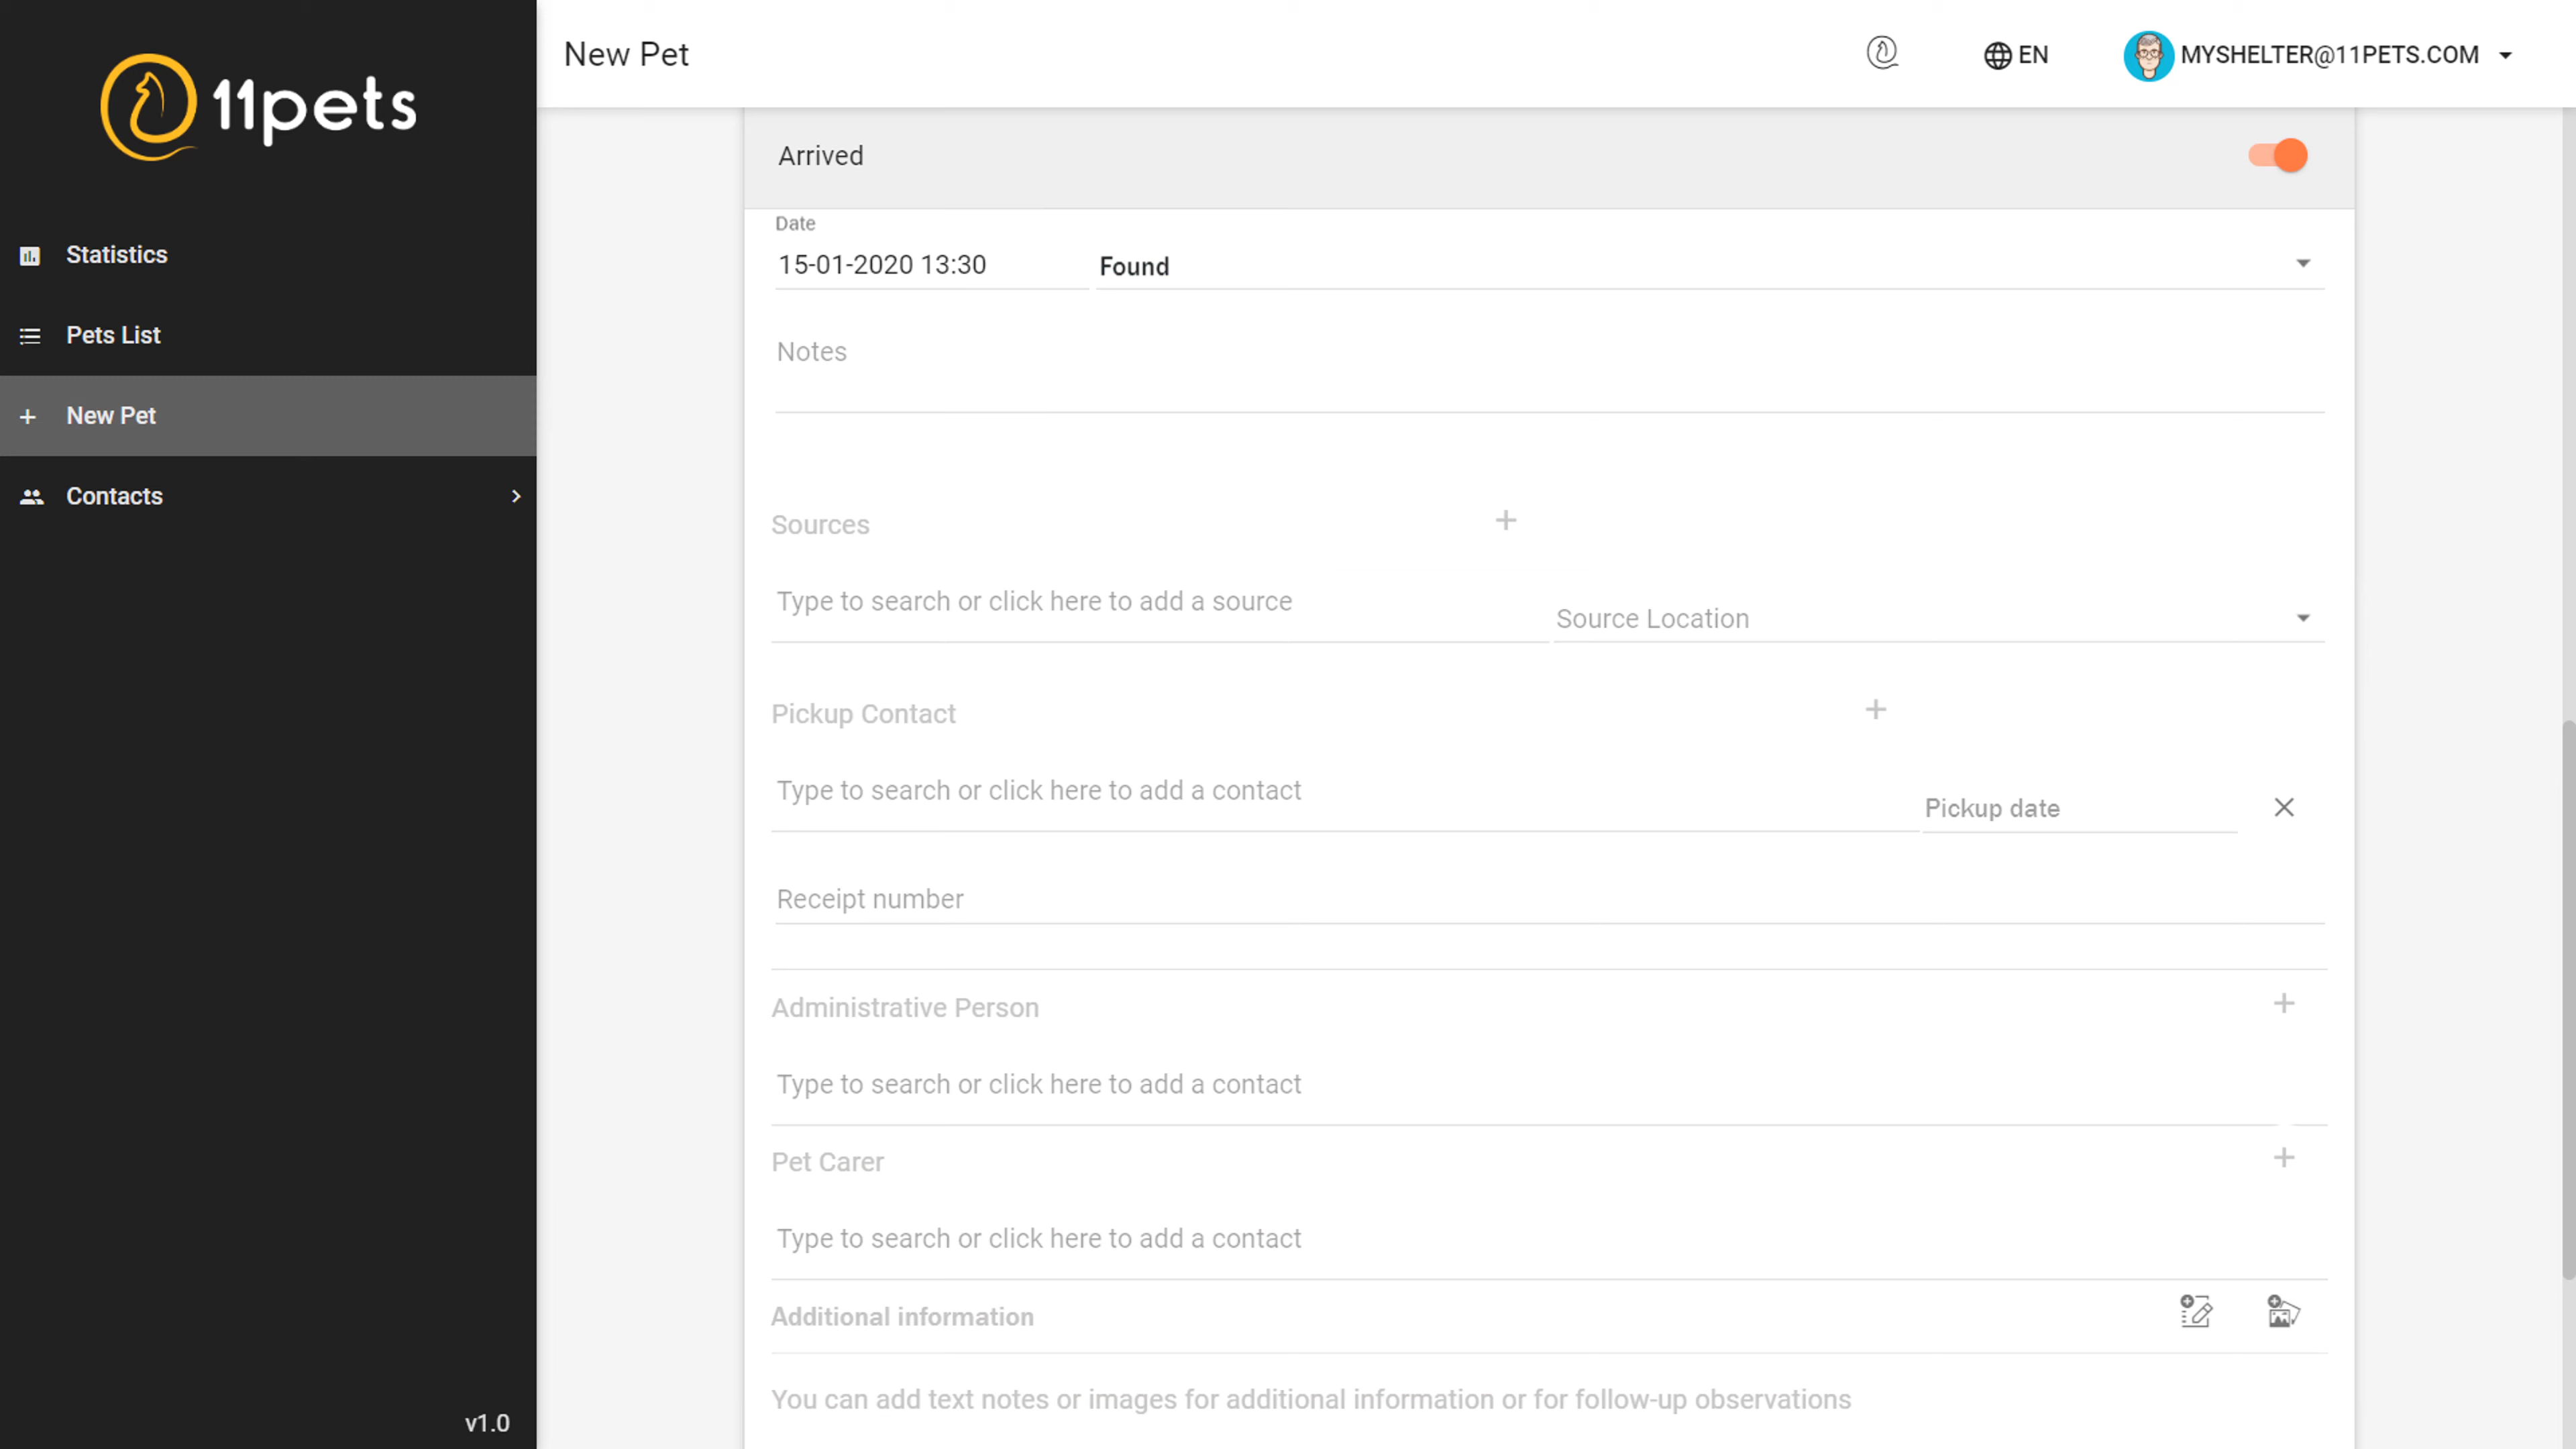 11pets
New Pet
EN
MYSHELTER@11PETS.COM
Statistics
Pets List
New Pet
Contacts
v1.0
Arrived
Date
15-01-2020 13:30
Found
Notes
Sources
Type to search or click here to add a source
Source Location
Pickup Contact
Type to search or click here to add a contact
Pickup date
Receipt number
Administrative Person
Type to search or click here to add a contact
Pet Carer
Type to search or click here to add a contact
Additional information
You can add text notes or images for additional information or for follow-up observations